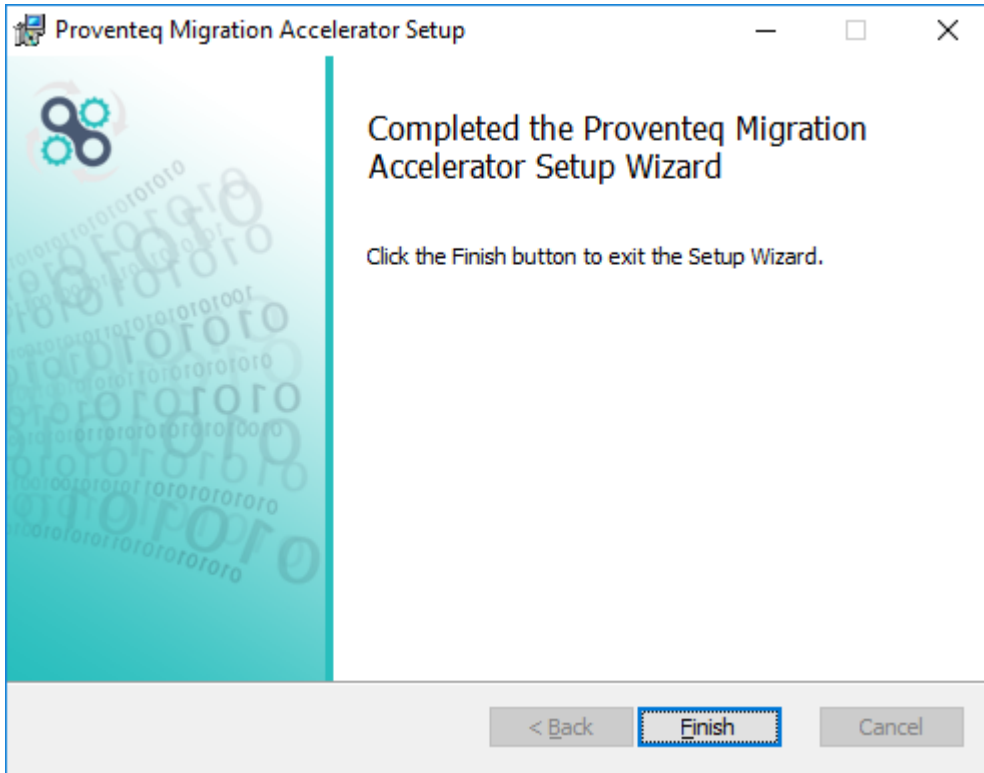 Proventeq Migration Accelerator Setup
Completed the Proventeq Migration
Accelerator Setup Wizard
Click the Finish button to exit the Setup Wizard.
< Back
Finish
Cancel